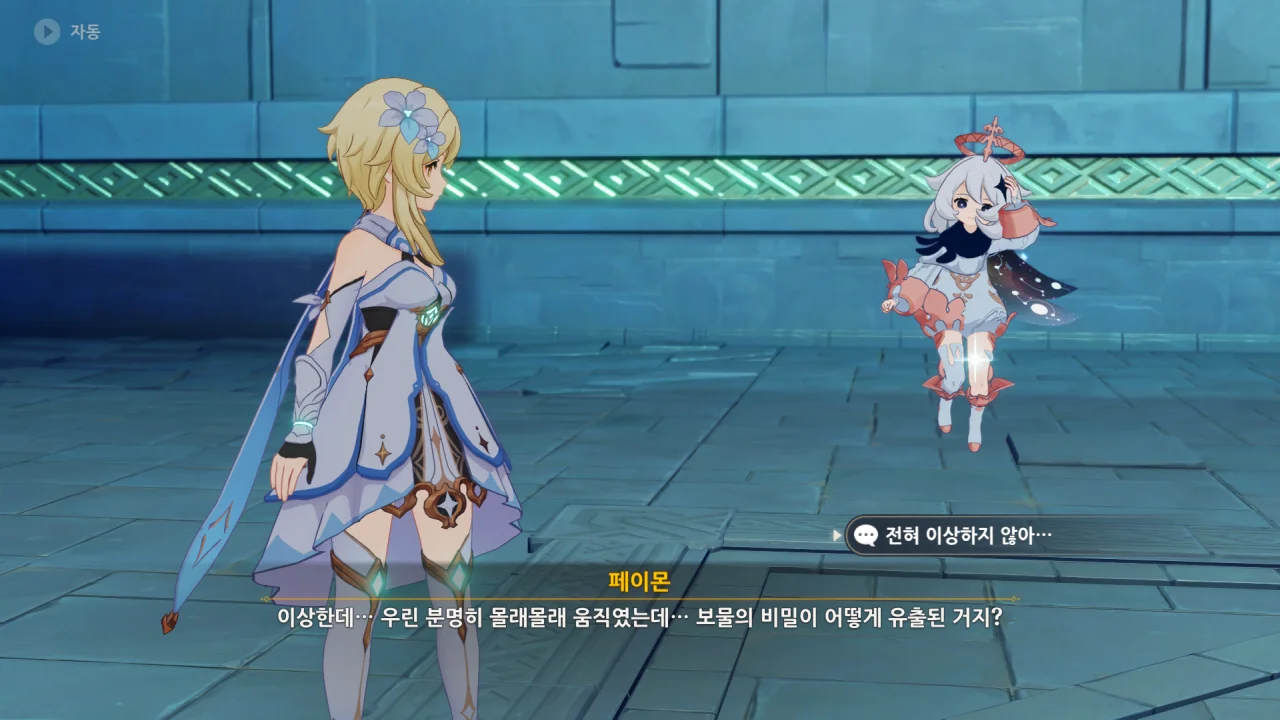 자동
전혀 이상하지 않아…
페이몬
이상한데… 우린 분명히 몰래몰래 움직였는데… 보물의 비밀이 어떻게 유출된 거지?